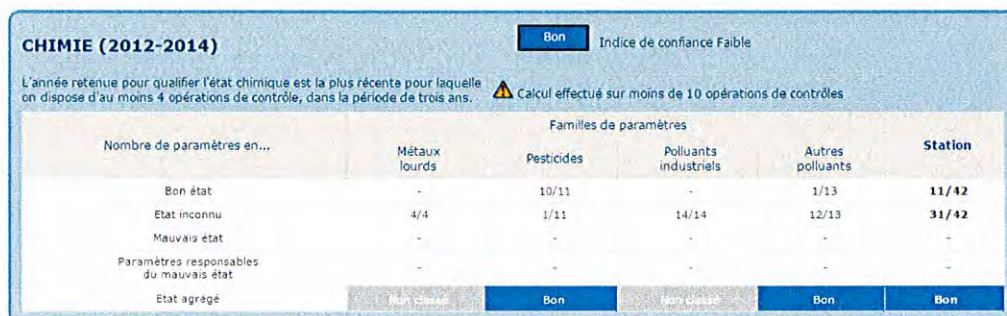 CHIMIE (2012-2014)
Bon
Indice de confiance Faible
L'année retenue pour qualifier l'état chimique est la plus récente pour laquelle
on dispose d'au moins 4 opérations de contrôle, dans la période de trois ans.
Calcul effectué sur moins de 10 opérations de contrôles
Familles de paramètres
Nombre de paramètres en... Métaux lourds Pesticides Polluants industriels Autres polluants Station
Bon état - 10/11 - 1/13 11/42
Etat inconnu 4/4 1/11 14/14 12/13 31/42
Mauvais état - - - - -
Paramètres responsables
du mauvais état - - - - -
Etat agrégé Non classé Bon Non classé Bon Bon